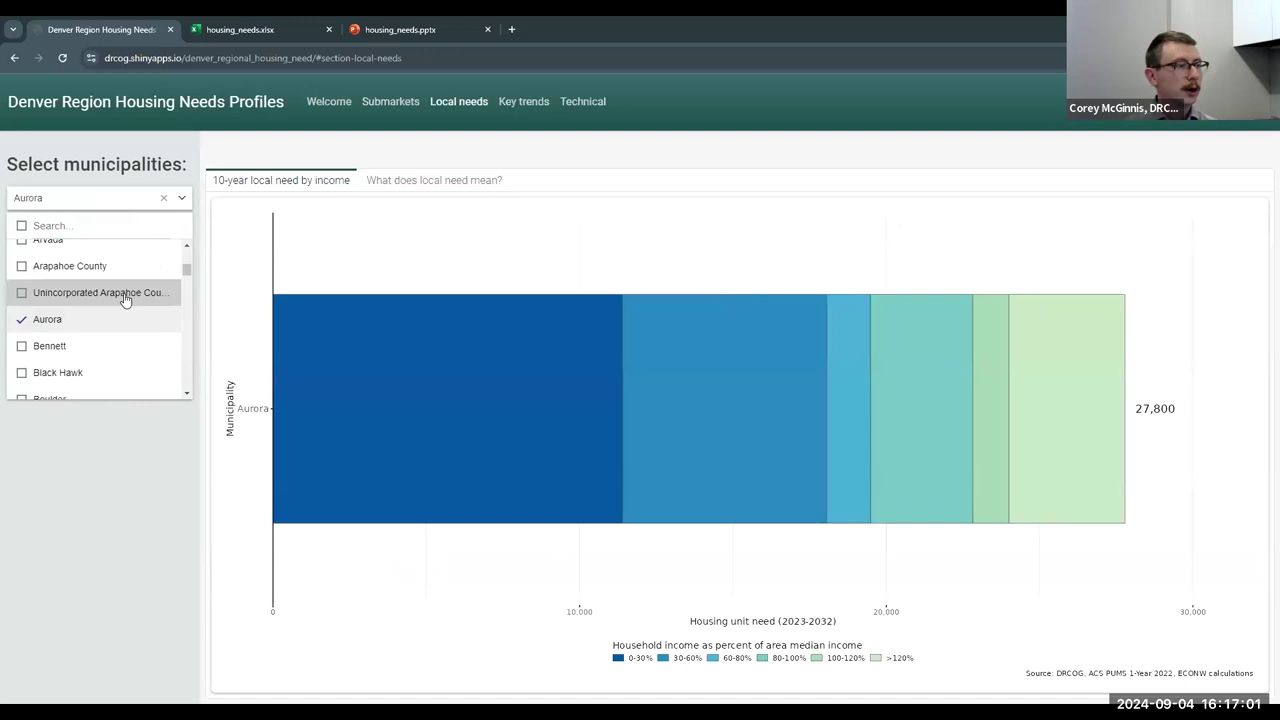 Denver Region Housing Needs
housing_needs.xlsx
housing_needs.pptx
drcog.shinyapps.io/denver_regional_housing_need/#section-local-needs
Corey McGinnis, DRC...
Denver Region Housing Needs Profiles
Welcome
Submarkets
Local needs
Key trends
Technical
Select municipalities:
Aurora
Search...
Arvada
Arapahoe County
Unincorporated Arapahoe Cou...
Aurora
Bennett
Black Hawk
Boulder
10-year local need by income
What does local need mean?
Municipality
Aurora
27,800
0
10,000
20,000
30,000
Housing unit need (2023-2032)
Household income as percent of area median income
0-30%
30-60%
60-80%
80-100%
100-120%
>120%
Source: DRCOG, ACS PUMS 1-Year 2022, ECONW calculations
2024-09-04 16:17:01